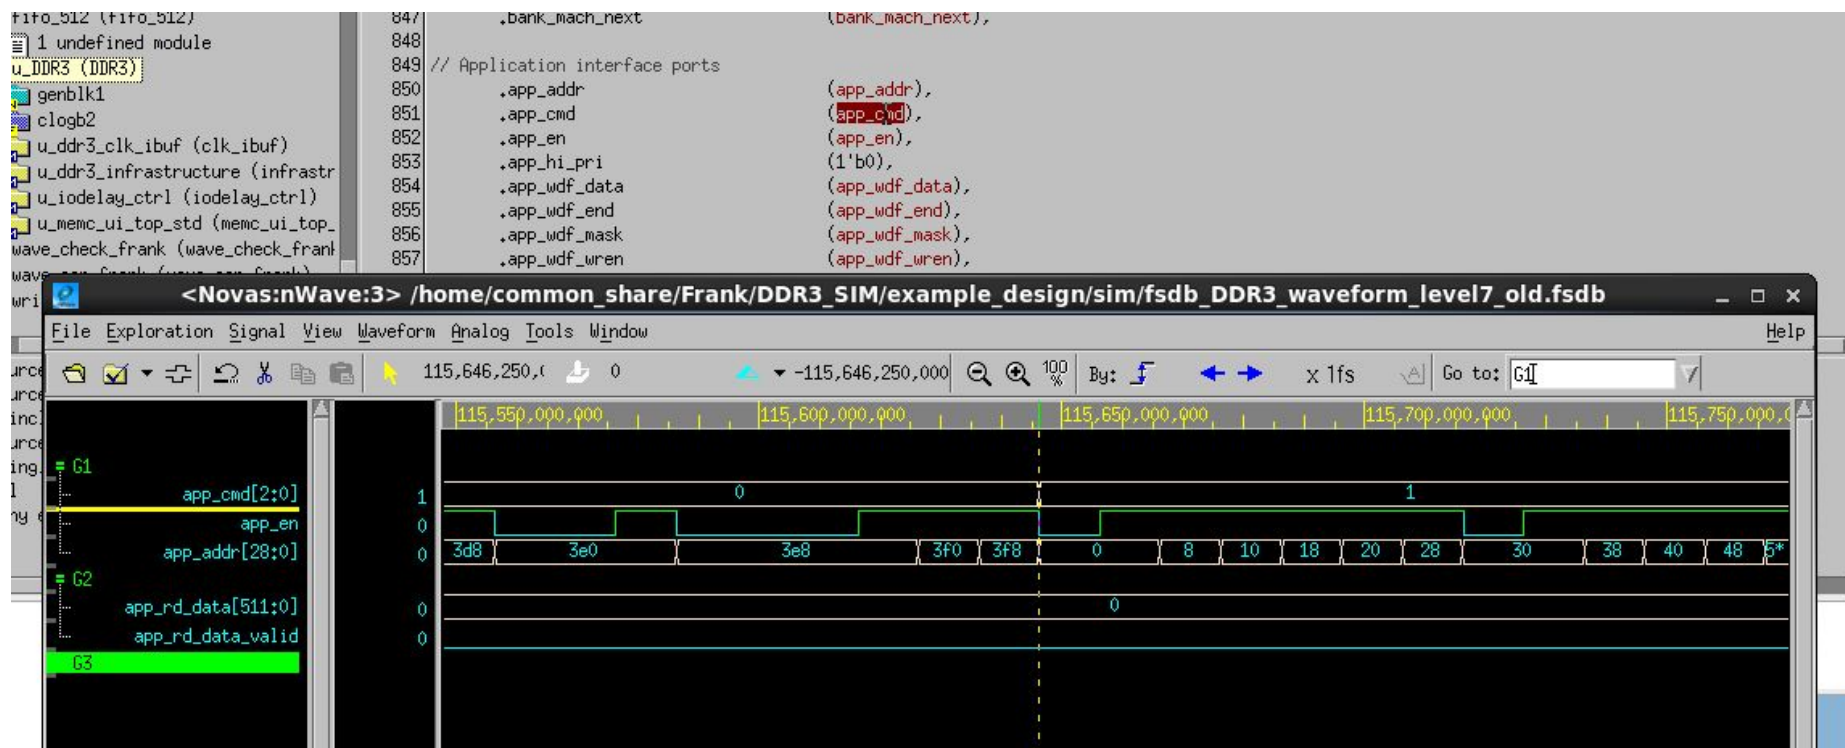 fifo_512 (fifo_512)
1 undefined module
u_DDR3 (DDR3)
genblk1
clogb2
u_ddr3_clk_ibuf (clk_ibuf)
u_ddr3_infrastructure (infrastr
u_iodelay_ctrl (iodelay_ctrl)
u_memc_ui_top_std (memc_ui_top_
wave_check_frank (wave_check_frank
847 .bank_mach_next (bank_mach_next),
848
849 // Application interface ports
850 .app_addr (app_addr),
851 .app_cmd (app_cmd),
852 .app_en (app_en),
853 .app_hi_pri (1'b0),
854 .app_wdf_data (app_wdf_data),
855 .app_wdf_end (app_wdf_end),
856 .app_wdf_mask (app_wdf_mask),
857 .app_wdf_wren (app_wdf_wren),
wri
<Novas:nWave:3> /home/common_share/Frank/DDR3_SIM/example_design/sim/fsdb_DDR3_waveform_level7_old.fsdb
File Exploration Signal View Waveform Analog Tools Window Help
115,646,250,( 0 -115,646,250,000 100 % By: x 1fs Go to: G1
115,550,000,000 115,600,000,000 115,650,000,000 115,700,000,000 115,750,000,0
G1
app_cmd[2:0] 1 0 1
app_en 0
app_addr[28:0] 0 3d8 3e0 3e8 3f0 3f8 0 8 10 18 20 28 30 38 40 48 5*
G2
app_rd_data[511:0] 0 0
app_rd_data_valid 0
G3